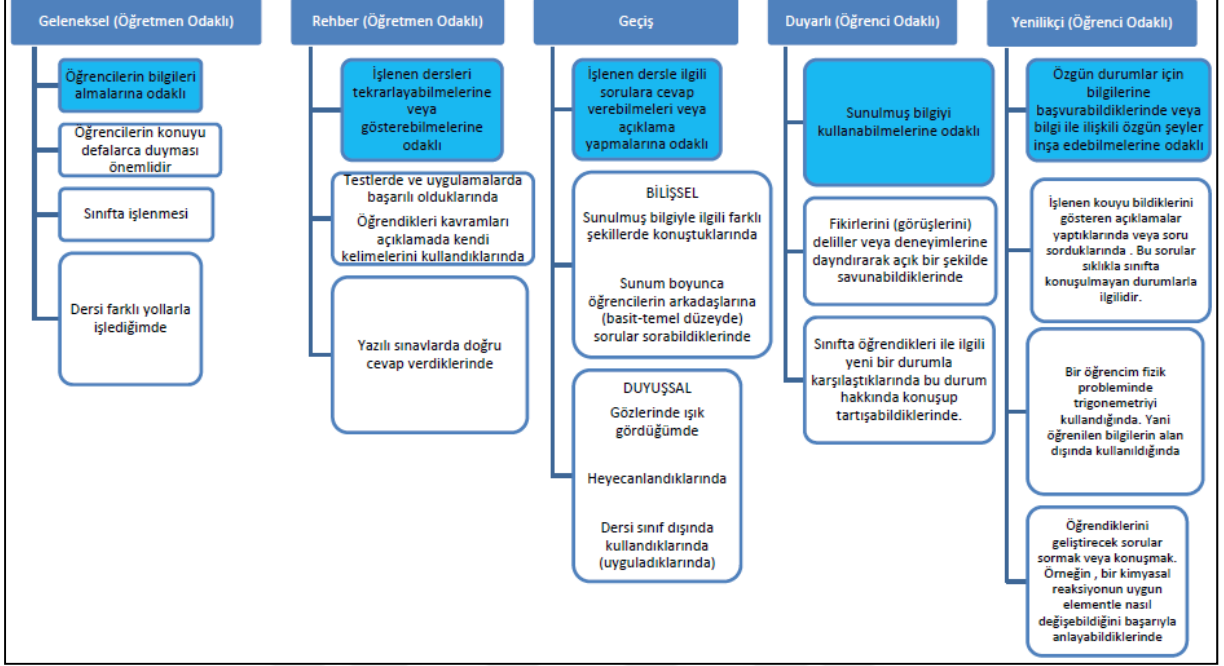 Geleneksel (Öğretmen Odaklı)
Öğrencilerin bilgileri
almalarına odaklı
Öğrencilerin konuyu
defalarca duyması
önemlidir
Sınıfta işlenmesi
Dersi farklı yollarla
işlediğimde
Rehber (Öğretmen Odaklı)
İşlenen dersleri
tekrarlayabilmelerine
veya
gösterebilmelerine
odaklı
Testlerde ve uygulamalarda
başarılı olduklarında
Öğrendikleri kavramları
açıklamada kendi
kelimelerini kullandıklarında
Yazılı sınavlarda doğru
cevap verdiklerinde
Geçiş
İşlenen dersle ilgili
sorulara cevap
verebilmeleri veya
açıklama
yapmalarına odaklı
BİLİŞSEL
Sunulmuş bilgiyle ilgili farklı
şekillerde konuştuklarında
Sunum boyunca
öğrencilerin arkadaşlarına
(basit-temel düzeyde)
sorular sorabildiklerinde
DUYUŞSAL
Gözlerinde ışık
gördüğümde
Heyecanlandıklarında
Dersi sınıf dışında
kullandıklarında
(uyguladıklarında)
Duyarlı (Öğrenci Odaklı)
Sunulmuş bilgiyi
kullanabilmelerine odaklı
Fikirlerini (görüşlerini)
deliller veya deneyimlerine
dayndırarak açık bir şekilde
savunabildiklerinde
Sınıfta öğrendikleri ile ilgili
yeni bir durumla
karşılaştıklarında bu durum
hakkında konuşup
tartışabildiklerinde.
Yenilikçi (Öğrenci Odaklı)
Özgün durumlar için
bilgilerine
başvurabildiklerinde veya
bilgi ile ilişkili özgün şeyler
inşa edebilmelerine odaklı
İşlenen kouyu bildiklerini
gösteren açıklamalar
yaptıklarında veya soru
sorduklarında . Bu sorular
sıklıkla sınıfta
konuşulmayan durumlarla
ilgilidir.
Bir öğrencim fizik
probleminde
trigonemetriyi
kullandığında. Yani
öğrenilen bilgilerin alan
dışında kullanıldığında
Öğrendiklerini
geliştirecek sorular
sormak veya konuşmak.
Örneğin , bir kimyasal
reaksiyonun uygun
elementle nasıl
değişebildiğini başarıyla
anlayabildiklerinde